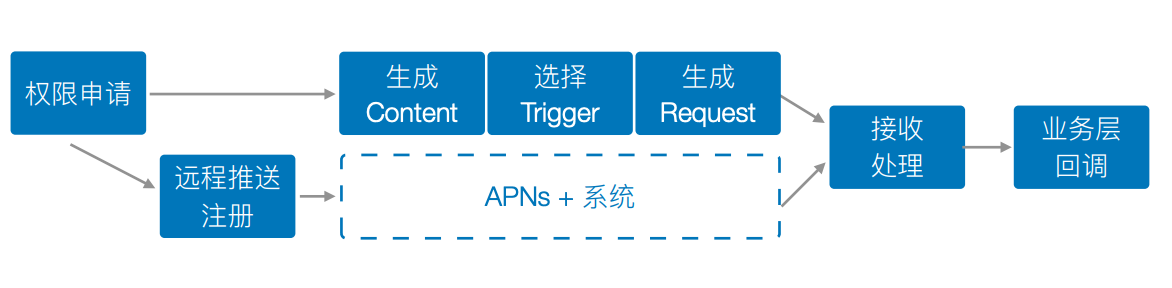 权限申请
生成
Content
选择
Trigger
生成
Request
远程推送
注册
APNs + 系统
接收
处理
业务层
回调